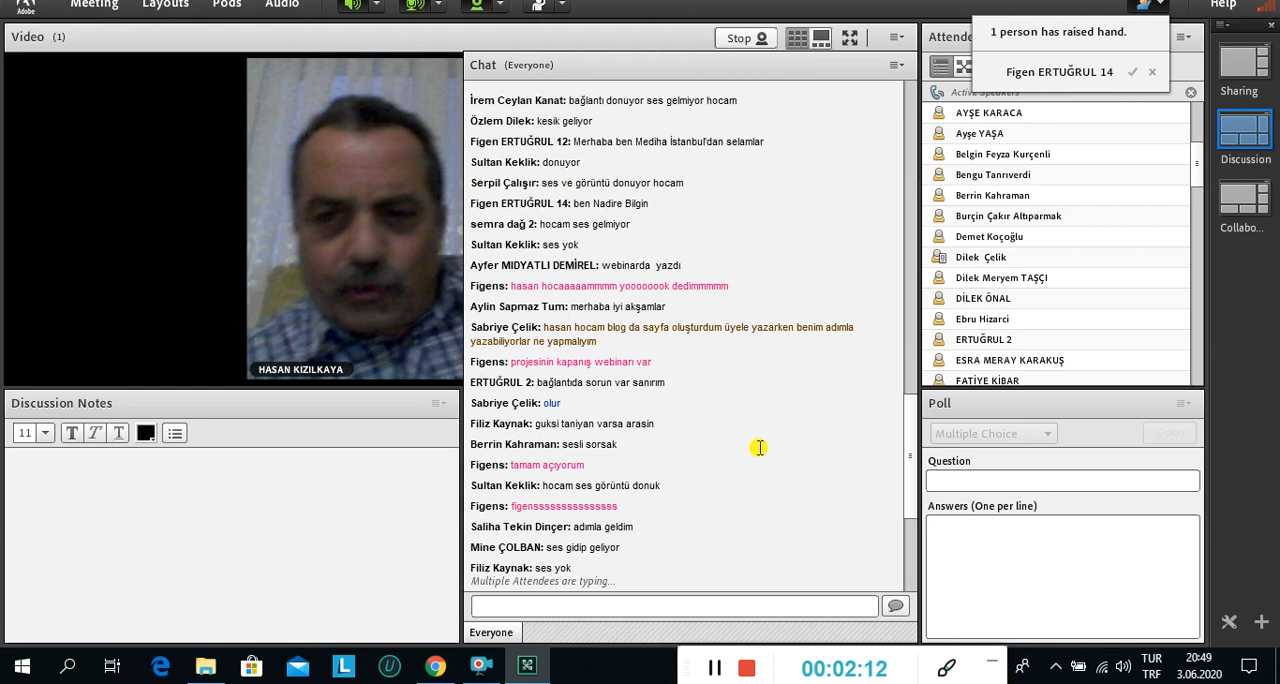 Adobe
Meeting Layouts Pods Audio
Help
Video (1)
Stop
HASAN KIZILKAYA
Chat (Everyone)
İrem Ceylan Kanat: bağlantı donuyor ses gelmiyor hocam
Özlem Dilek: kesik geliyor
Figen ERTUĞRUL 12: Merhaba ben Mediha İstanbul'dan selamlar
Sultan Keklik: donuyor
Serpil Çalışır: ses ve görüntü donuyor hocam
Figen ERTUĞRUL 14: ben Nadire Bilgin
semra dağ 2: hocam ses gelmiyor
Sultan Keklik: ses yok
Ayfer MIDYATLI DEMİREL: webinarda yazdı
Figens: hasan hocaaaaammmm yoooooook dedimmmmm
Aylin Sapmaz Tum: merhaba iyi akşamlar
Sabriye Çelik: hasan hocam blog da sayfa oluşturdum üyele yazarken benim adımla
yazabiliyorlar ne yapmalıyım
Figens: projesinin kapanış webinarı var
ERTUĞRUL 2: bağlantıda sorun var sanırım
Sabriye Çelik: olur
Filiz Kaynak: guksi taniyan varsa arasin
Berrin Kahraman: sesli sorsak
Figens: tamam açıyorum
Sultan Keklik: hocam ses görüntü donuk
Figens: figensssssssssssssss
Saliha Tekin Dinçer: adımla geldim
Mine ÇOLBAN: ses gidip geliyor
Filiz Kaynak: ses yok
Multiple Attendees are typing...
Everyone
Attende
1 person has raised hand.
Figen ERTUĞRUL 14
Active Speakers
AYŞE KARACA
Ayşe YAŞA
Belgin Feyza Kurçenli
Bengu Tanrıverdi
Berrin Kahraman
Burçin Çakır Altıparmak
Demet Koçoğlu
Dilek Çelik
Dilek Meryem TAŞÇI
DİLEK ÖNAL
Ebru Hizarci
ERTUĞRUL 2
ESRA MERAY KARAKUŞ
FATİYE KİBAR
Sharing
Discussion
Collabo...
Discussion Notes
11 T T T
Poll
Multiple Choice
Open
Question
Answers (One per line)
L U
00:02:12
TUR
TRF
20:49
3.06.2020